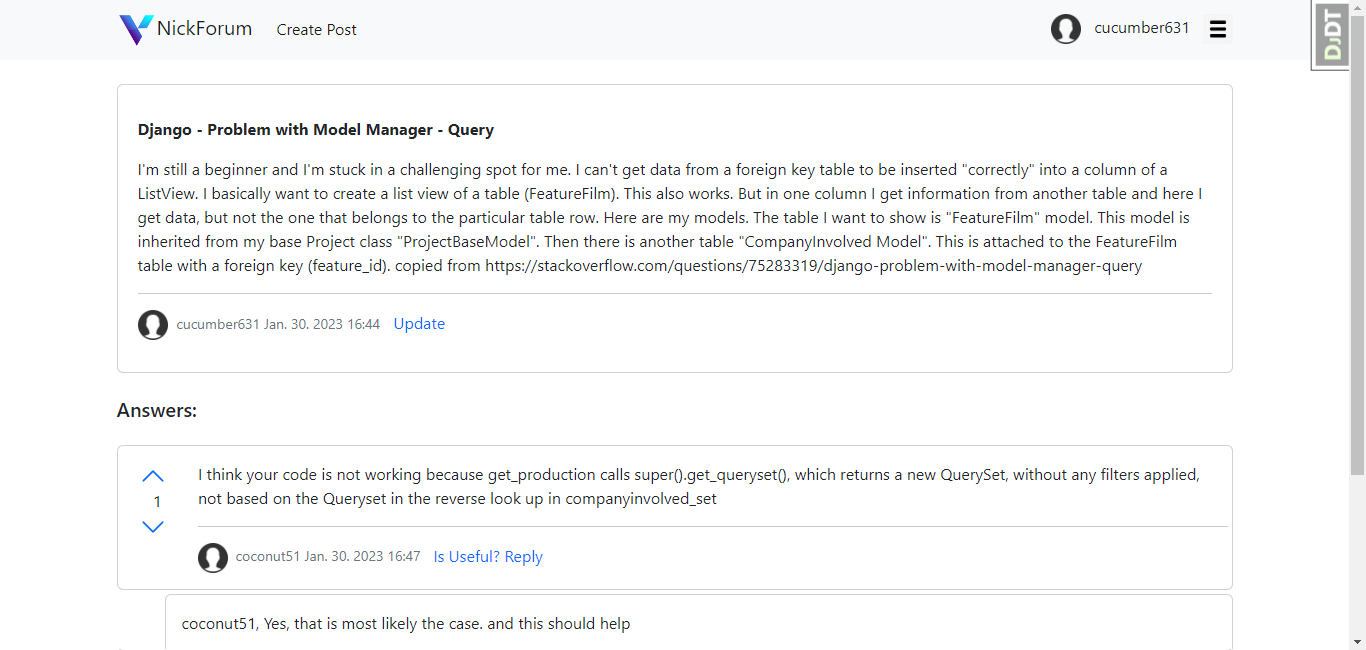 NickForum Create Post cucumber631
DJDT
Django - Problem with Model Manager - Query
I'm still a beginner and I'm stuck in a challenging spot for me. I can't get data from a foreign key table to be inserted "correctly" into a column of a
ListView. I basically want to create a list view of a table (FeatureFilm). This also works. But in one column I get information from another table and here I
get data, but not the one that belongs to the particular table row. Here are my models. The table I want to show is "FeatureFilm" model. This model is
inherited from my base Project class "ProjectBaseModel". Then there is another table "CompanyInvolved Model". This is attached to the FeatureFilm
table with a foreign key (feature_id). copied from https://stackoverflow.com/questions/75283319/django-problem-with-model-manager-query
cucumber631 Jan. 30. 2023 16:44 Update
Answers:
I think your code is not working because get_production calls super().get_queryset(), which returns a new QuerySet, without any filters applied,
not based on the Queryset in the reverse look up in companyinvolved_set
1
coconut51 Jan. 30. 2023 16:47 Is Useful? Reply
coconut51, Yes, that is most likely the case. and this should help